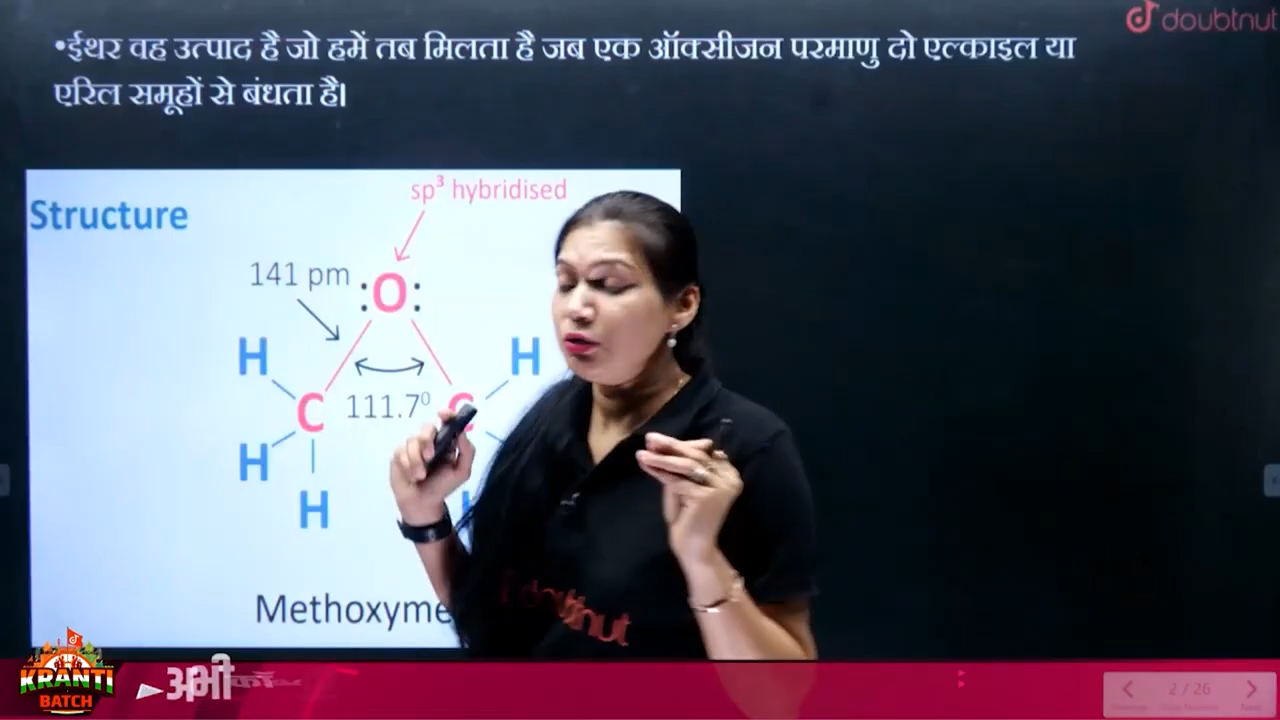 doubtnut
•ईथर वह उत्पाद है जो हमें तब मिलता है जब एक ऑक्सीजन परमाणु दो एल्काइल या
एरिल समूहों से बंधता है।
sp³ hybridised
Structure
141 pm
:O:
H H
111.7⁰
C C
H
H
Methoxyme
doubtnut
KRANTI
BATCH
अभी
2 / 26